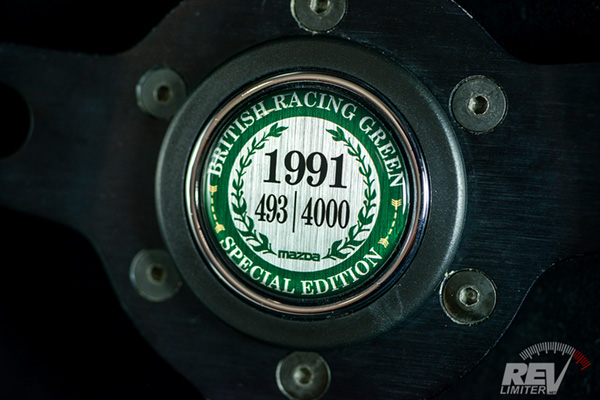 BRITISH RACING GREEN
1991
493|4000
mazda
SPECIAL EDITION
REV
LIMITER